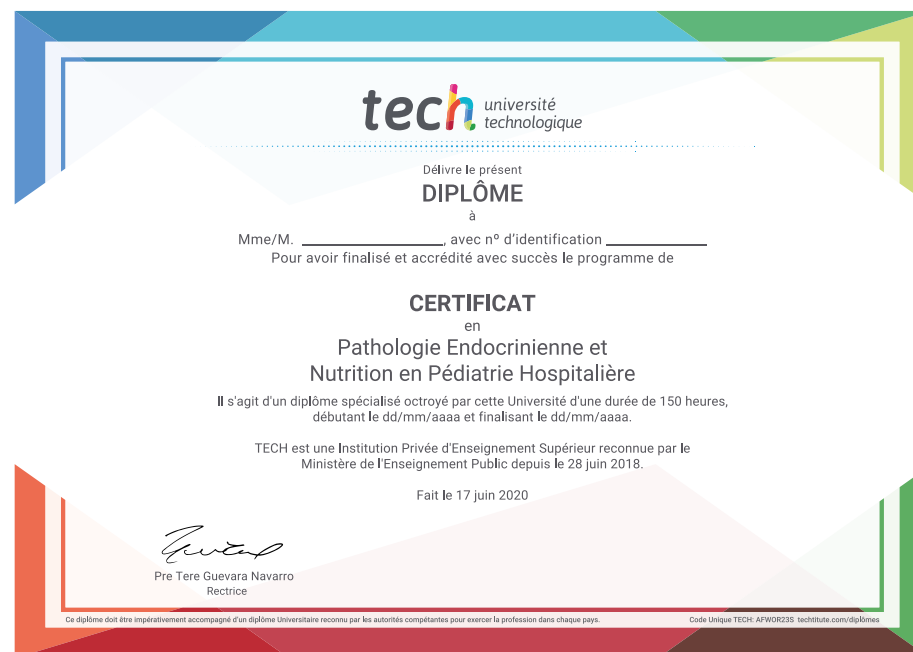 tech université
technologique
Délivre le présent
DIPLÔME
à
Mme/M. ____________________, avec nº d'identification ______________
Pour avoir finalisé et accrédité avec succès le programme de
CERTIFICAT
en
Pathologie Endocrinienne et
Nutrition en Pédiatrie Hospitalière
Il s'agit d'un diplôme spécialisé octroyé par cette Université d'une durée de 150 heures,
débutant le dd/mm/aaaa et finalisant le dd/mm/aaaa.
TECH est une Institution Privée d'Enseignement Supérieur reconnue par le
Ministère de l'Enseignement Public depuis le 28 juin 2018.
Fait le 17 juin 2020
Pre Tere Guevara Navarro
Rectrice
Ce diplôme doit être impérativement accompagné d'un diplôme Universitaire reconnu par les autorités compétantes pour exercer la profession dans chaque pays.
Code Unique TECH: AFWOR23S techtitute.com/diplômes